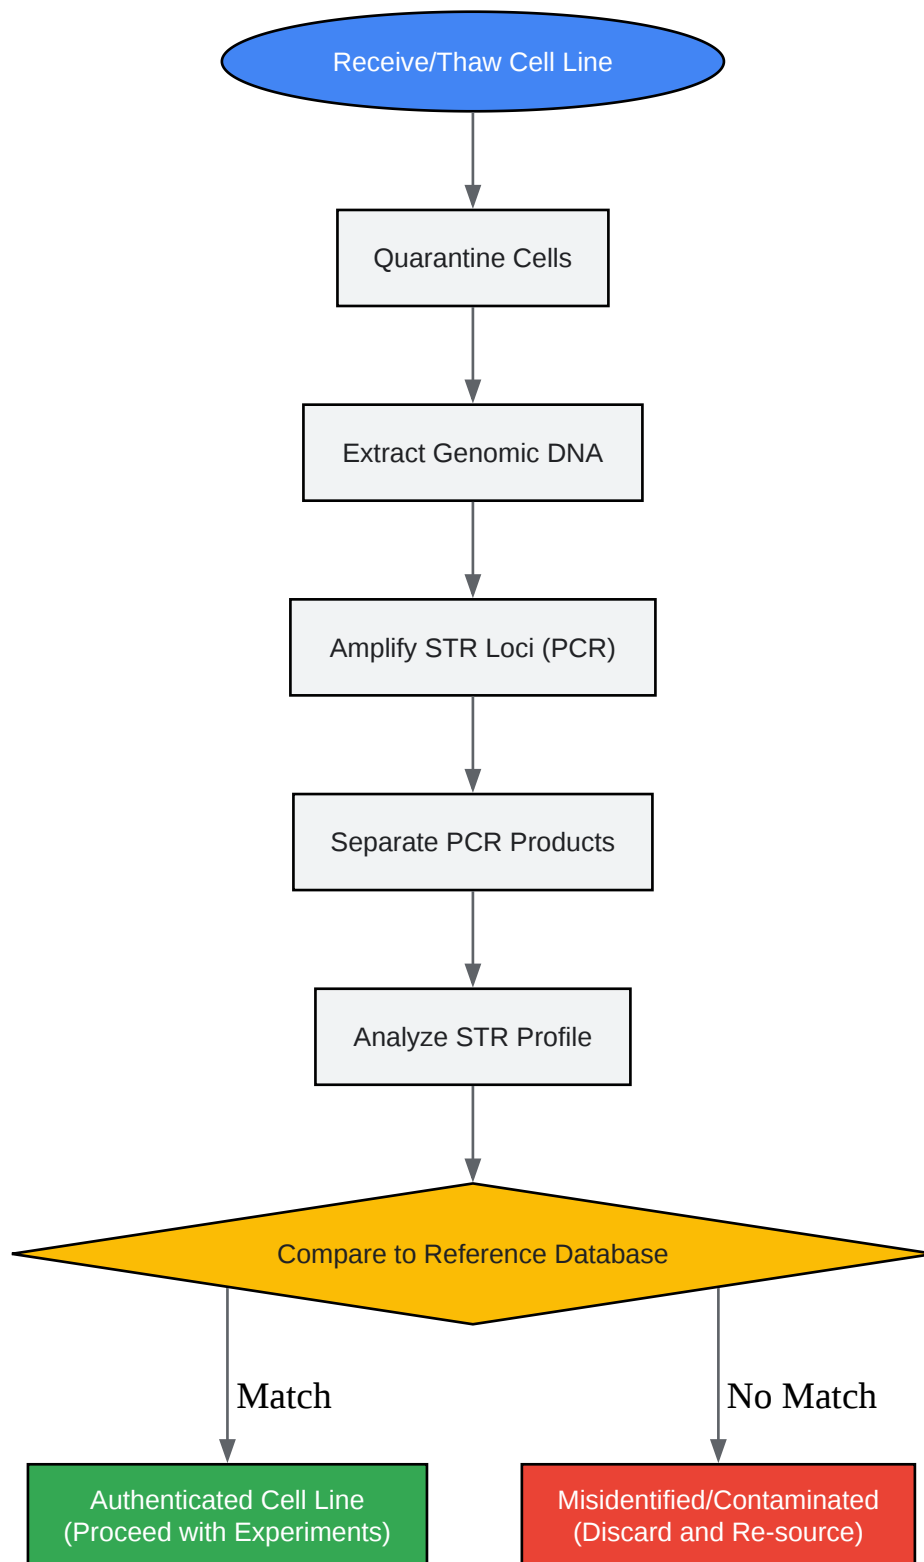 Receive/Thaw Cell Line
Quarantine Cells
Extract Genomic DNA
Amplify STR Loci (PCR)
Separate PCR Products
Analyze STR Profile
Compare to Reference Database
Match
No Match
Authenticated Cell Line
(Proceed with Experiments)
Misidentified/Contaminated
(Discard and Re-source)